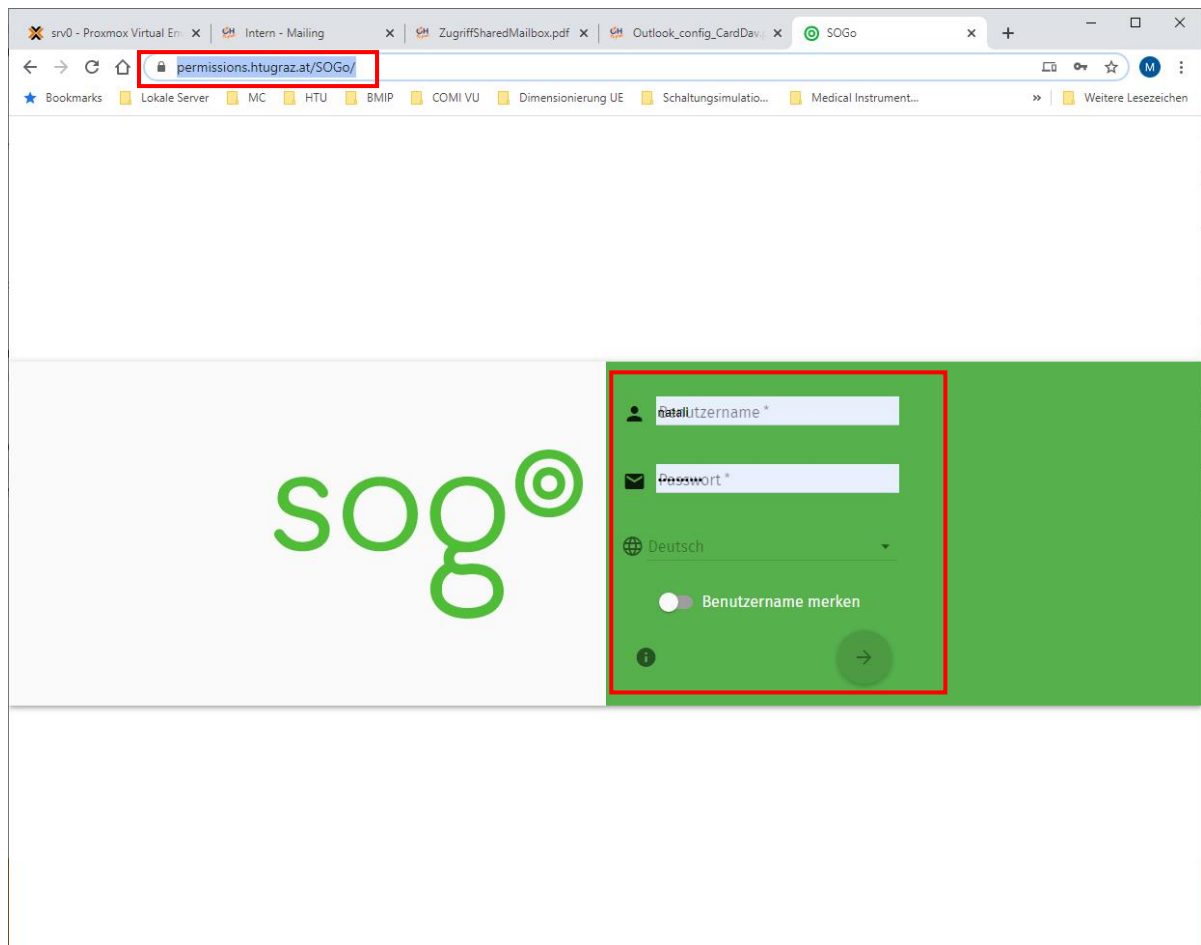 srv0 - Proxmox Virtual En Intern - Mailing ZugriffSharedMailbox.pdf Outlook_config_CardDav. SOGo
permissions.htugraz.at/SOGo/ M
Bookmarks Lokale Server MC HTU BMIP COMI VU Dimensionierung UE Schaltungsimulatio... Medical Instrument... » Weitere Lesezeichen
sogo
Benutzername *
Passwort *
Deutsch
Benutzername merken